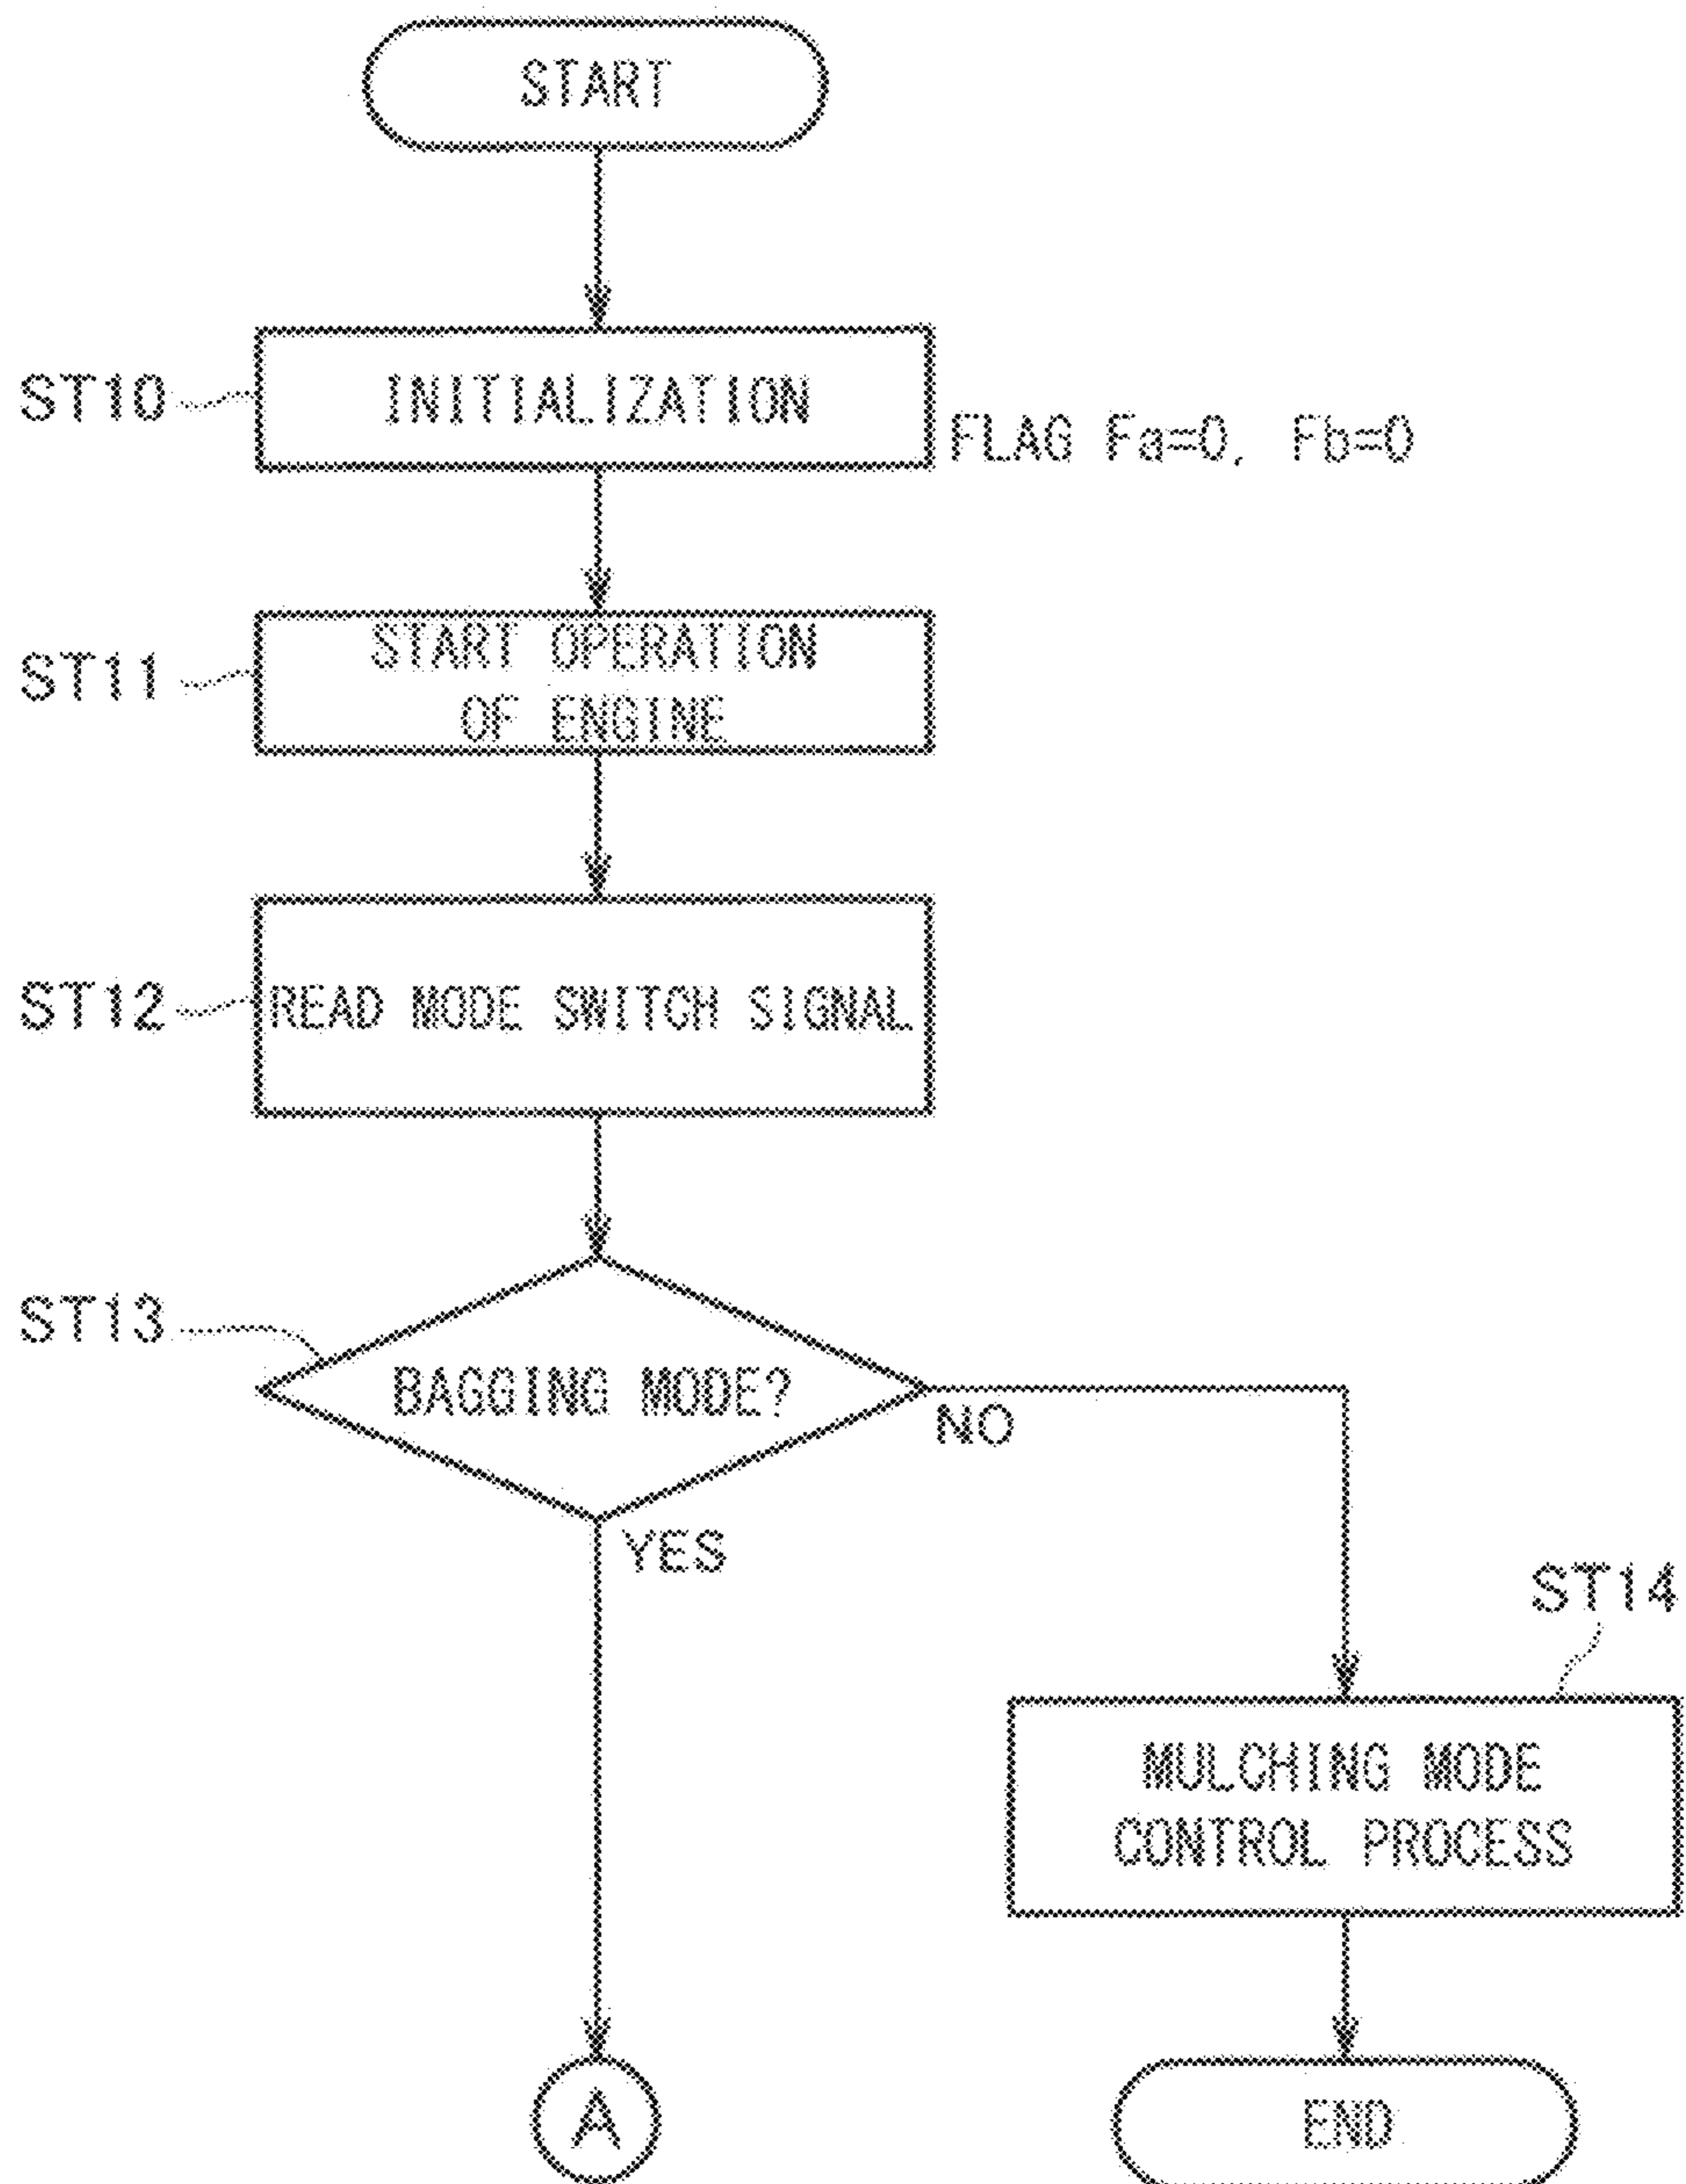 START
ST10
INITIALIZATION
FLAG Fa=0, Fb=0
ST11
START OPERATION
OF ENGINE
ST12
READ MODE SWITCH SIGNAL
ST13
BAGGING MODE?
NO
YES
ST14
MULCHING MODE
CONTROL PROCESS
A
END